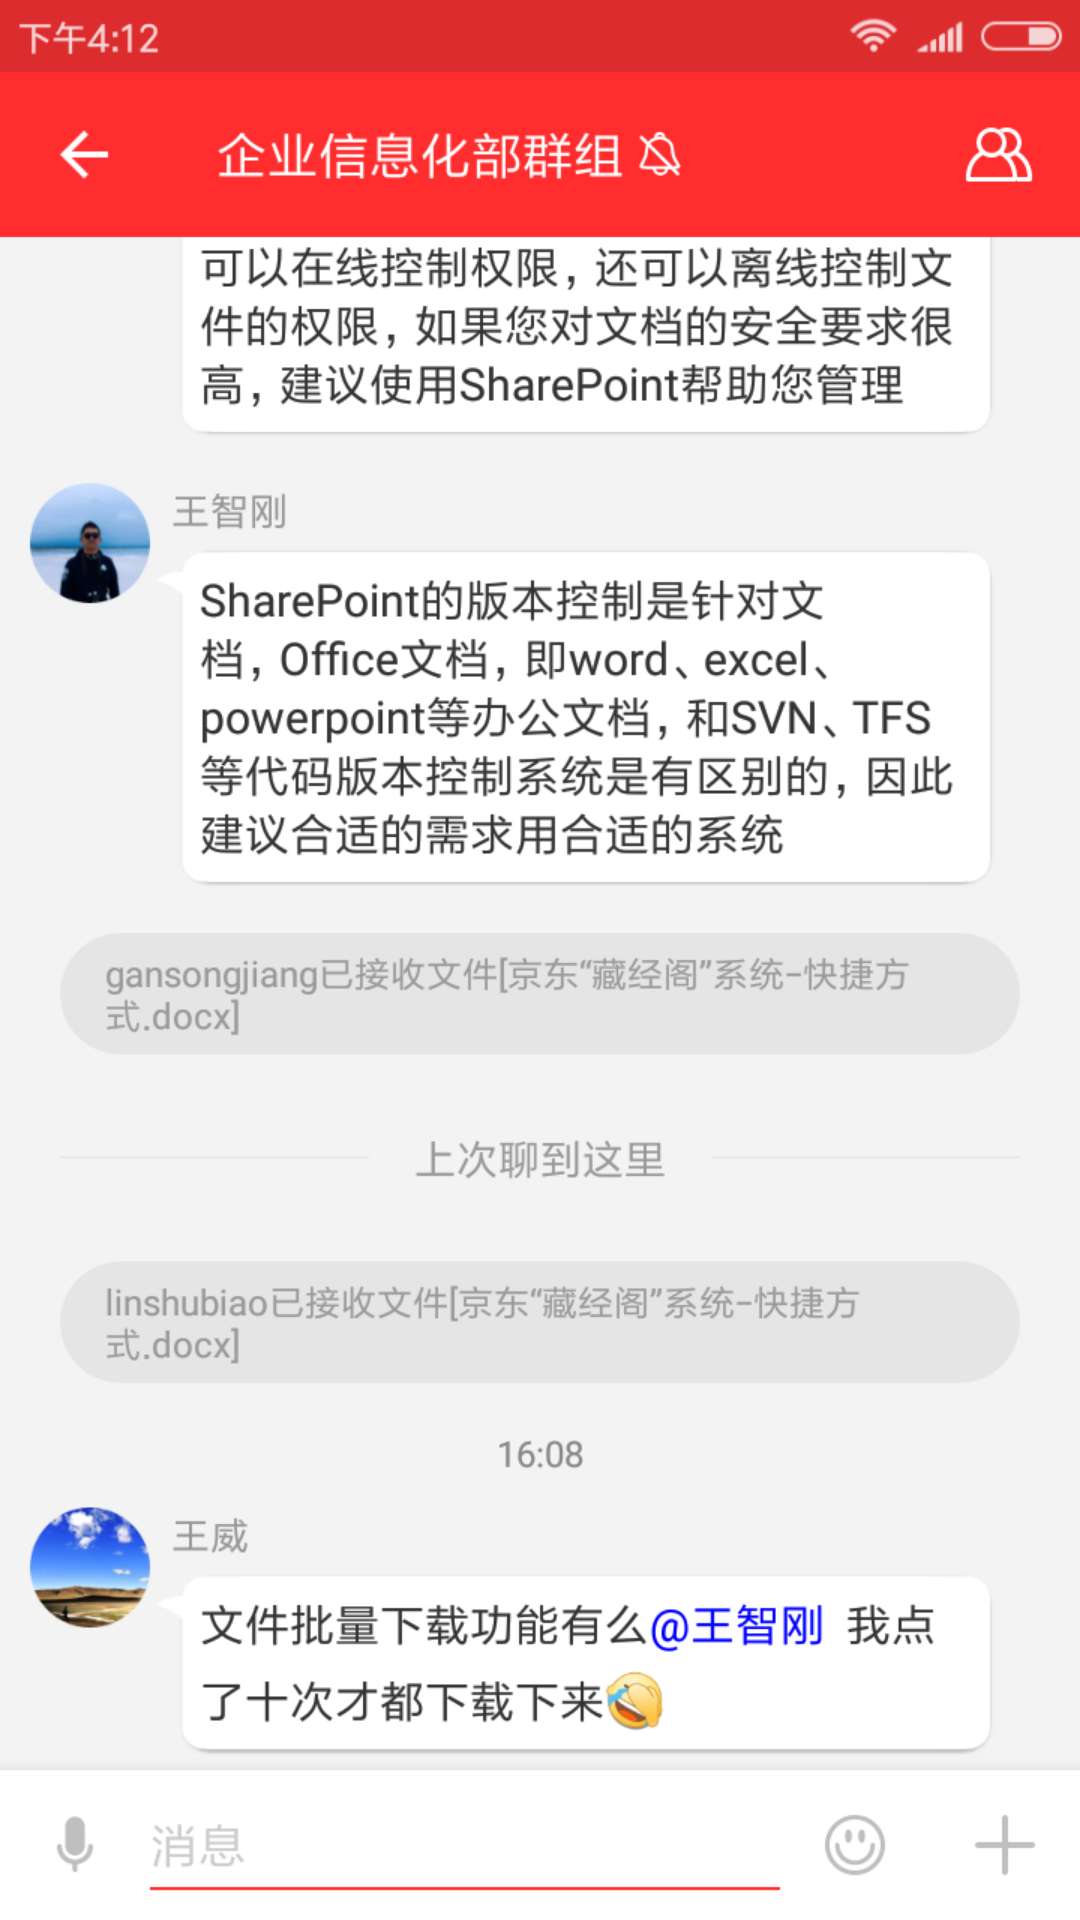 下午4:12
企业信息化部群组
可以在线控制权限，还可以离线控制文
件的权限，如果您对文档的安全要求很
高，建议使用SharePoint帮助您管理
王智刚
SharePoint的版本控制是针对文
档，Office文档，即word、excel、
powerpoint等办公文档，和SVN、TFS
等代码版本控制系统是有区别的，因此
建议合适的需求用合适的系统
gansongjiang已接收文件[京东“藏经阁”系统-快捷方
式.docx]
上次聊到这里
linshubiao已接收文件[京东“藏经阁”系统-快捷方
式.docx]
16:08
王威
文件批量下载功能有么@王智刚 我点
了十次才都下载下来
消息